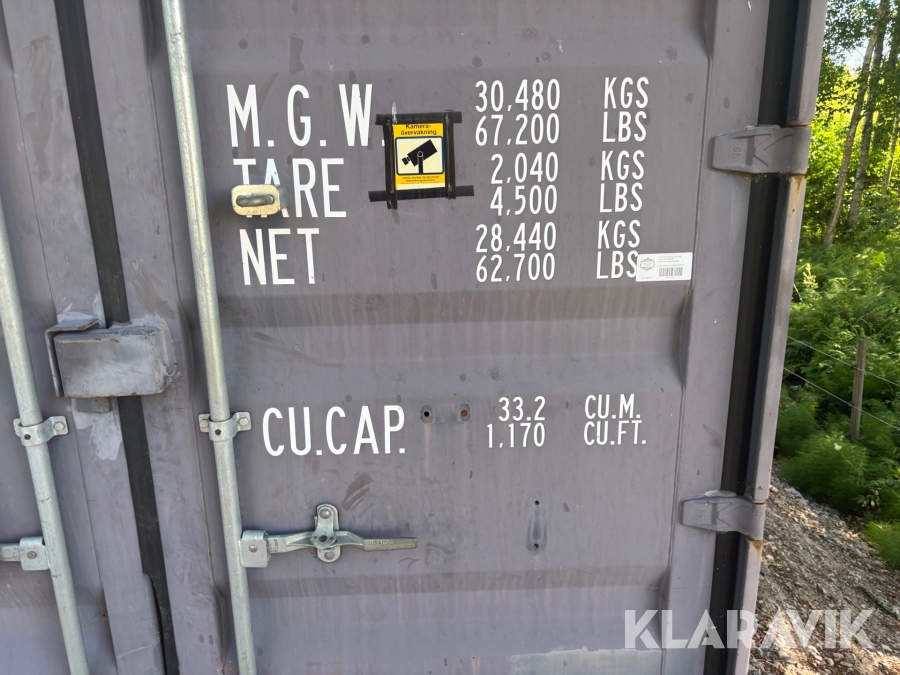 M.G.W. 30,480 KGS
67,200 LBS
TARE 2,040 KGS
4,500 LBS
NET 28,440 KGS
62,700 LBS
Kamera-
övervakning
CU.CAP. 33.2 CU.M.
1,170 CU.FT.
KLARAVIK